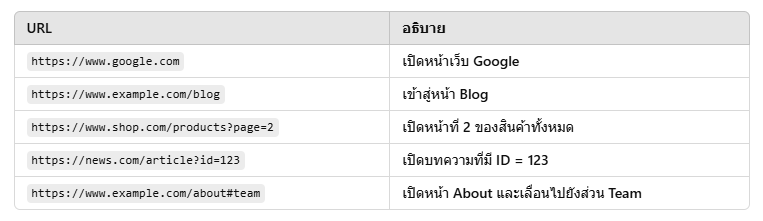 URL อธิบาย
https://www.google.com เปิดหน้าเว็บ Google
https://www.example.com/blog เข้าสู่หน้า Blog
https://www.shop.com/products?page=2 เปิดหน้าที่ 2 ของสินค้าทั้งหมด
https://news.com/article?id=123 เปิดบทความที่มี ID = 123
https://www.example.com/about#team เปิดหน้า About และเลื่อนไปยังส่วน Team